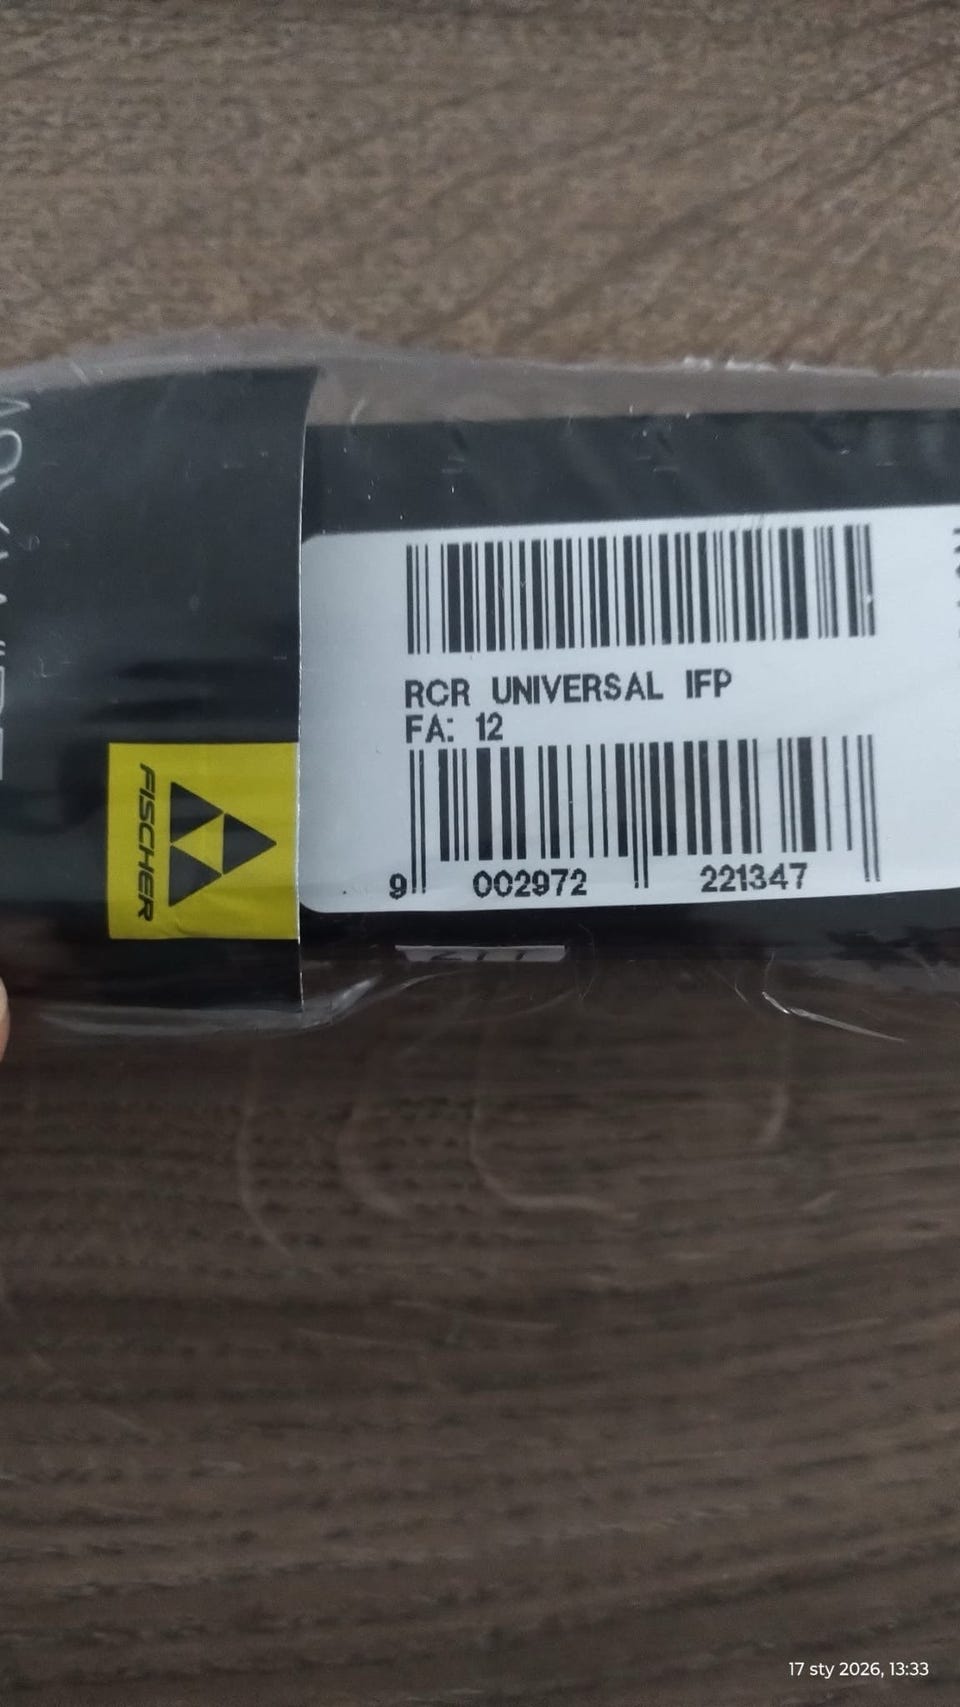 RCR UNIVERSAL IFP
FA: 12
9 002972 221347
FISCHER
17 sty 2026, 13:33